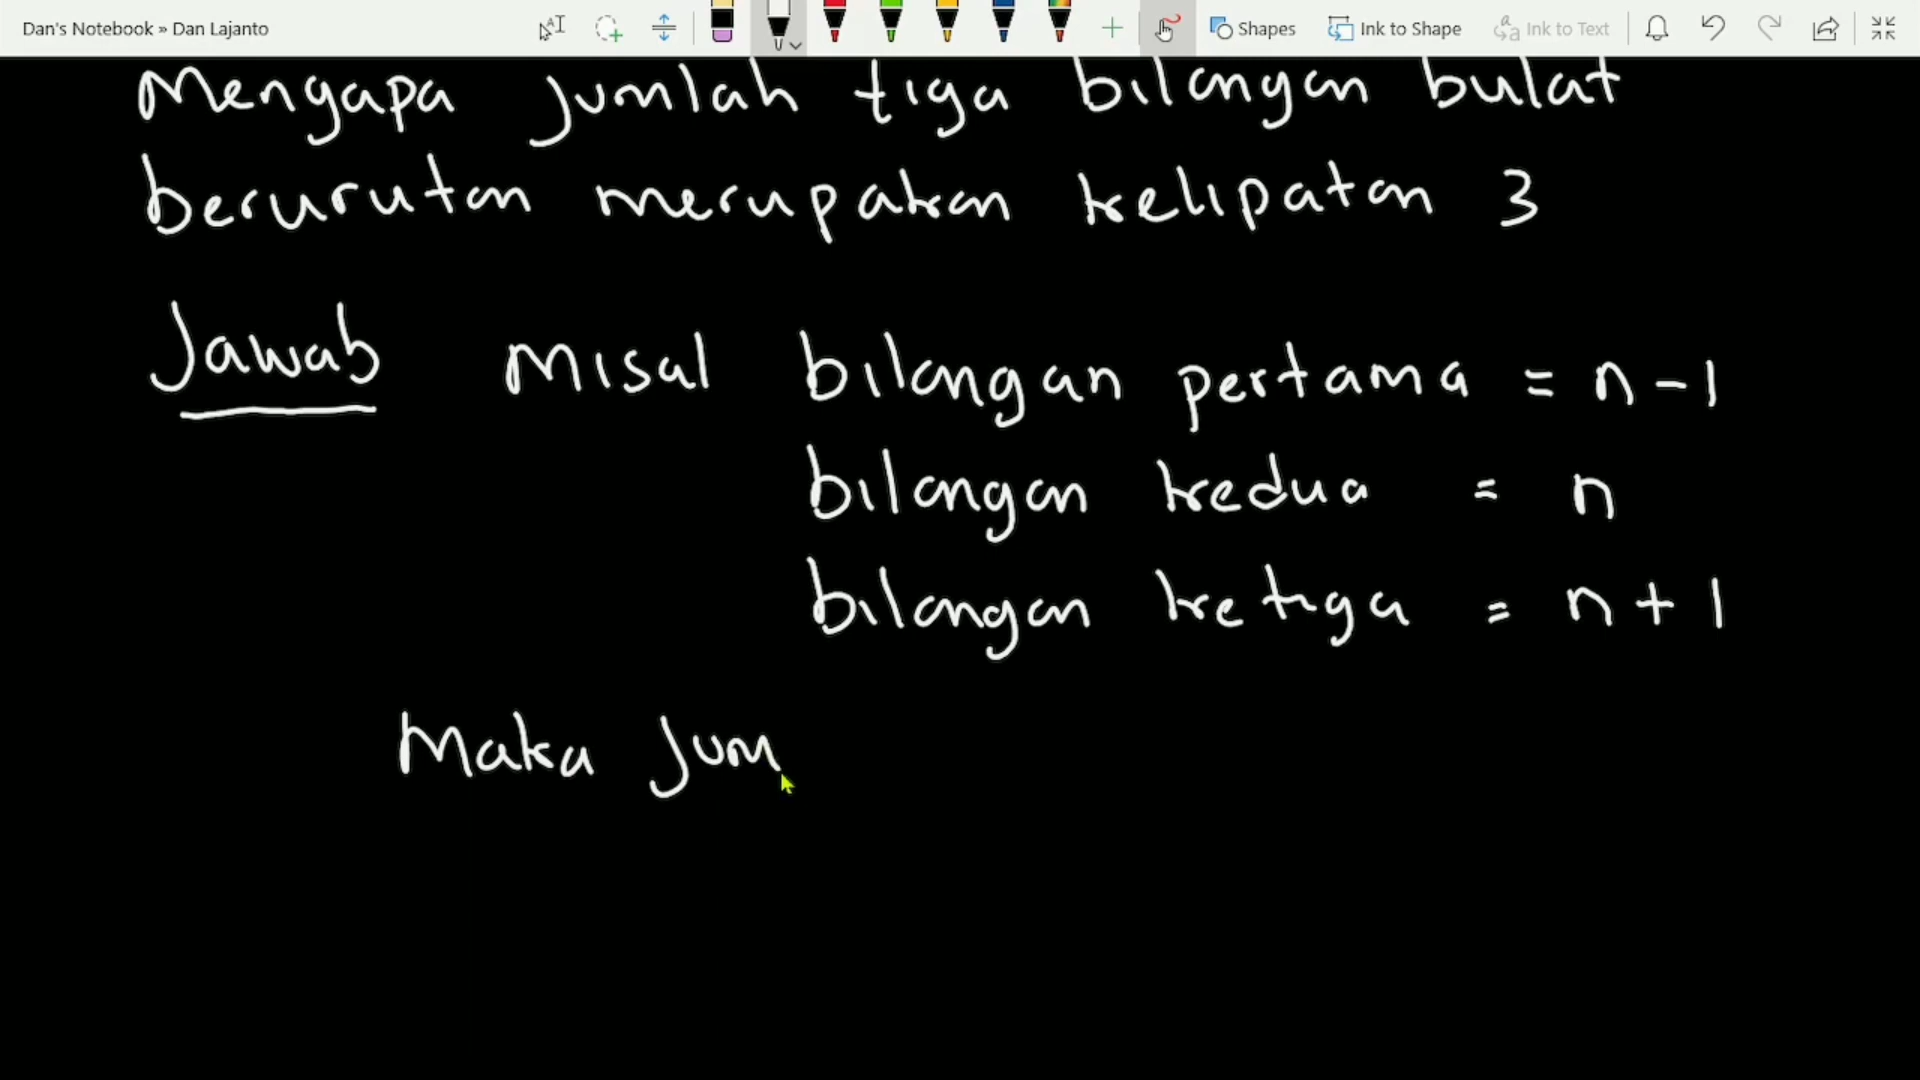 Dan's Notebook » Dan Lajanto
Shapes
Ink to Shape
Ink to Text
Mengapa jumlah tiga bilangan bulat
berurutan merupakan kelipatan 3
Jawab Misal bilangan pertama = n - 1
bilangan kedua = n
bilangan ketiga = n + 1
Maka jum